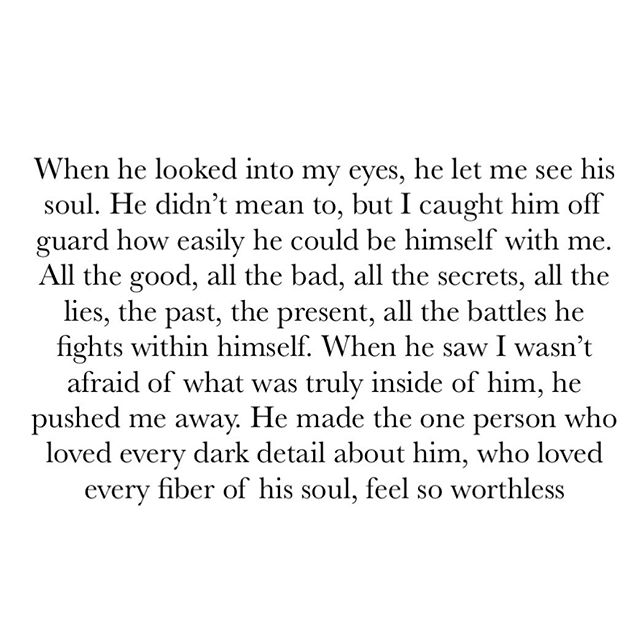 When he looked into my eyes, he let me see his
soul. He didn’t mean to, but I caught him off
guard how easily he could be himself with me.
All the good, all the bad, all the secrets, all the
lies, the past, the present, all the battles he
fights within himself. When he saw I wasn’t
afraid of what was truly inside of him, he
pushed me away. He made the one person who
loved every dark detail about him, who loved
every fiber of his soul, feel so worthless